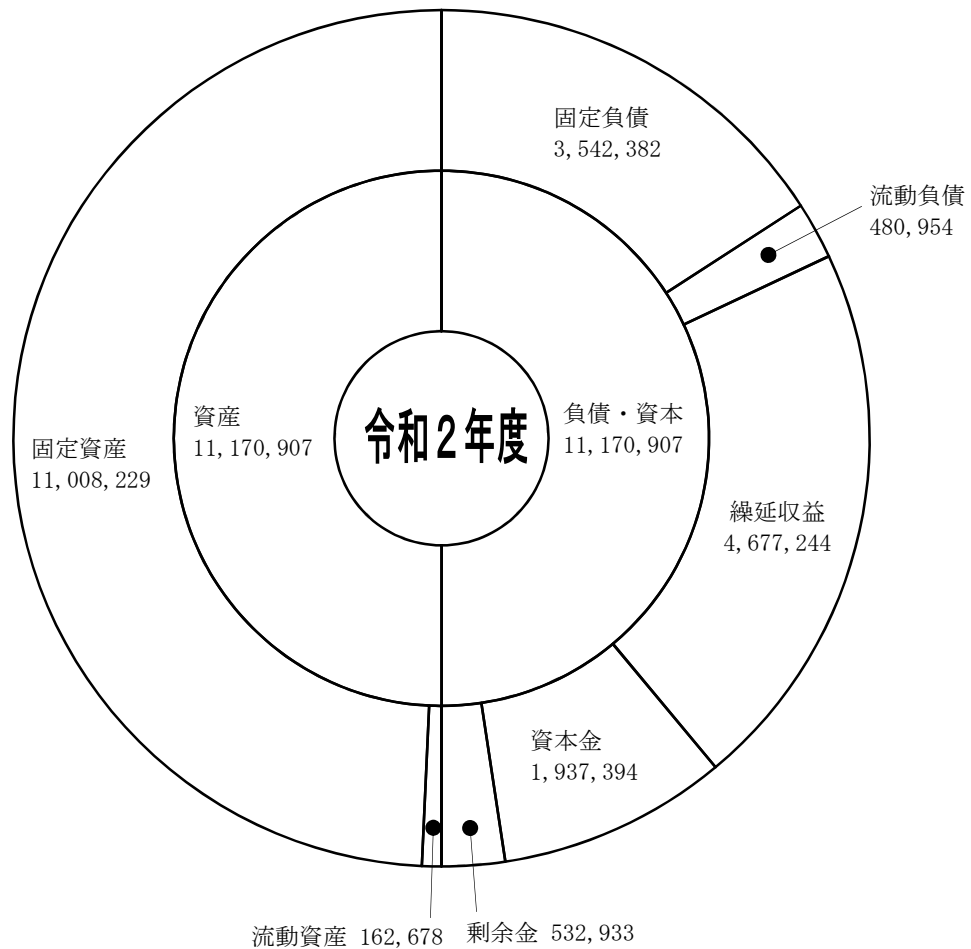 固定負債
3,542,382
流動負債
480,954
資産
11,170,907
令和２年度
負債・資本
11,170,907
固定資産
11,008,229
繰延収益
4,677,244
資本金
1,937,394
流動資産 162,678
剰余金 532,933